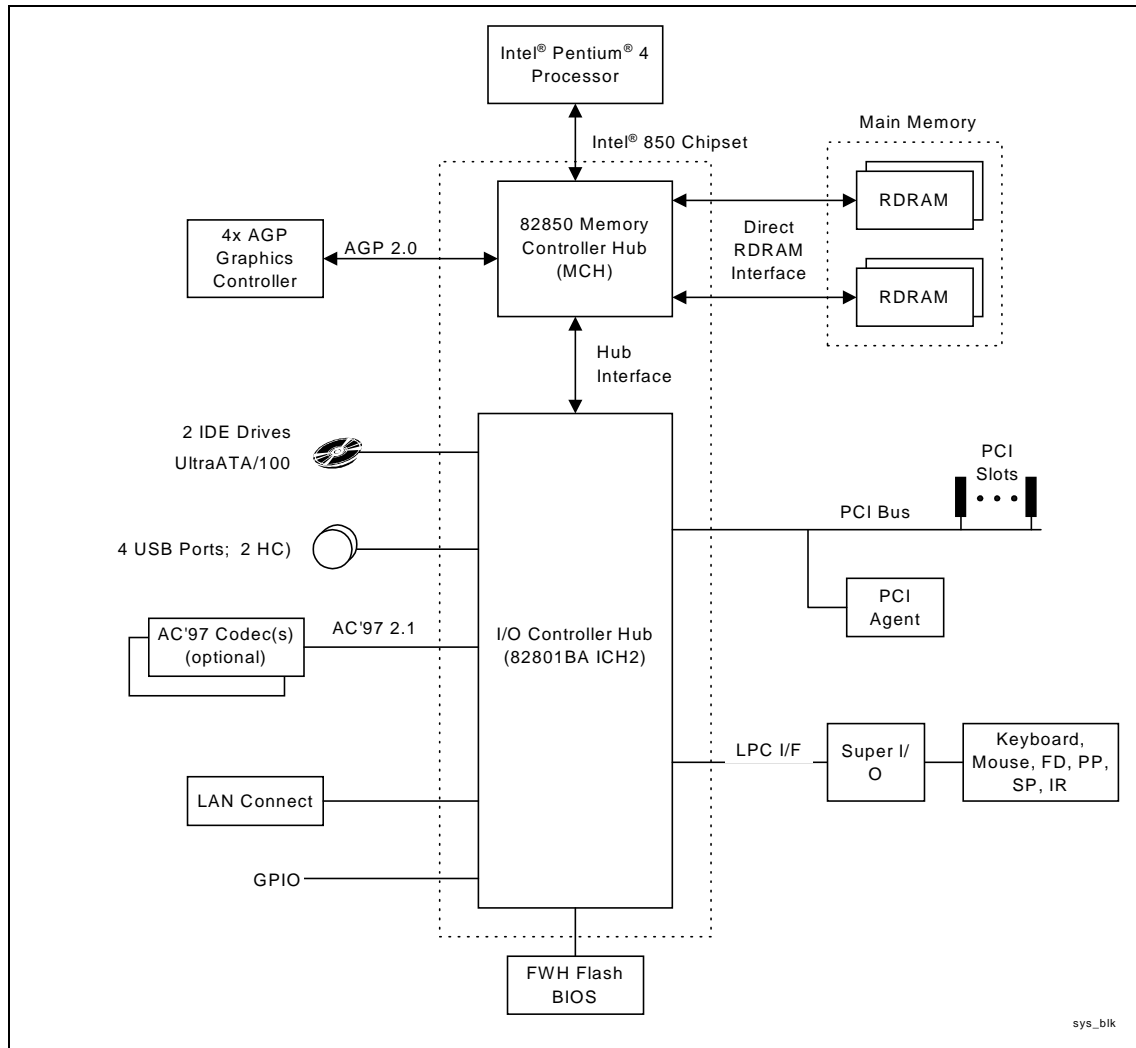 Intel® Pentium® 4
Processor
Intel® 850 Chipset
Main Memory
RDRAM
82850 Memory
Controller Hub
(MCH)
4x AGP
Graphics
Controller
AGP 2.0
Direct
RDRAM
Interface
RDRAM
Hub
Interface
2 IDE Drives
UltraATA/100
PCI
Slots
PCI Bus
4 USB Ports; 2 HC)
PCI
Agent
AC'97 Codec(s)
(optional)
AC'97 2.1
I/O Controller Hub
(82801BA ICH2)
LPC I/F
Super I/
O
Keyboard,
Mouse, FD, PP,
SP, IR
LAN Connect
GPIO
FWH Flash
BIOS
sys_blk